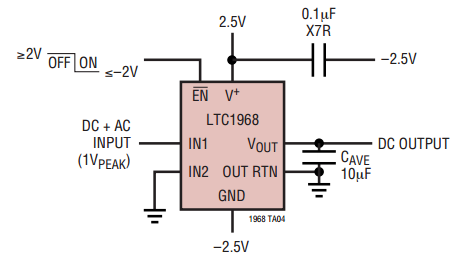 2.5V
0.1µF
X7R
≥2V
OFF ON
≤–2V
–2.5V
EN V+
LTC1968
DC + AC
INPUT
(1VPEAK)
IN1
VOUT
DC OUTPUT
CAVE
10µF
IN2
OUT RTN
GND
1968 TA04
–2.5V